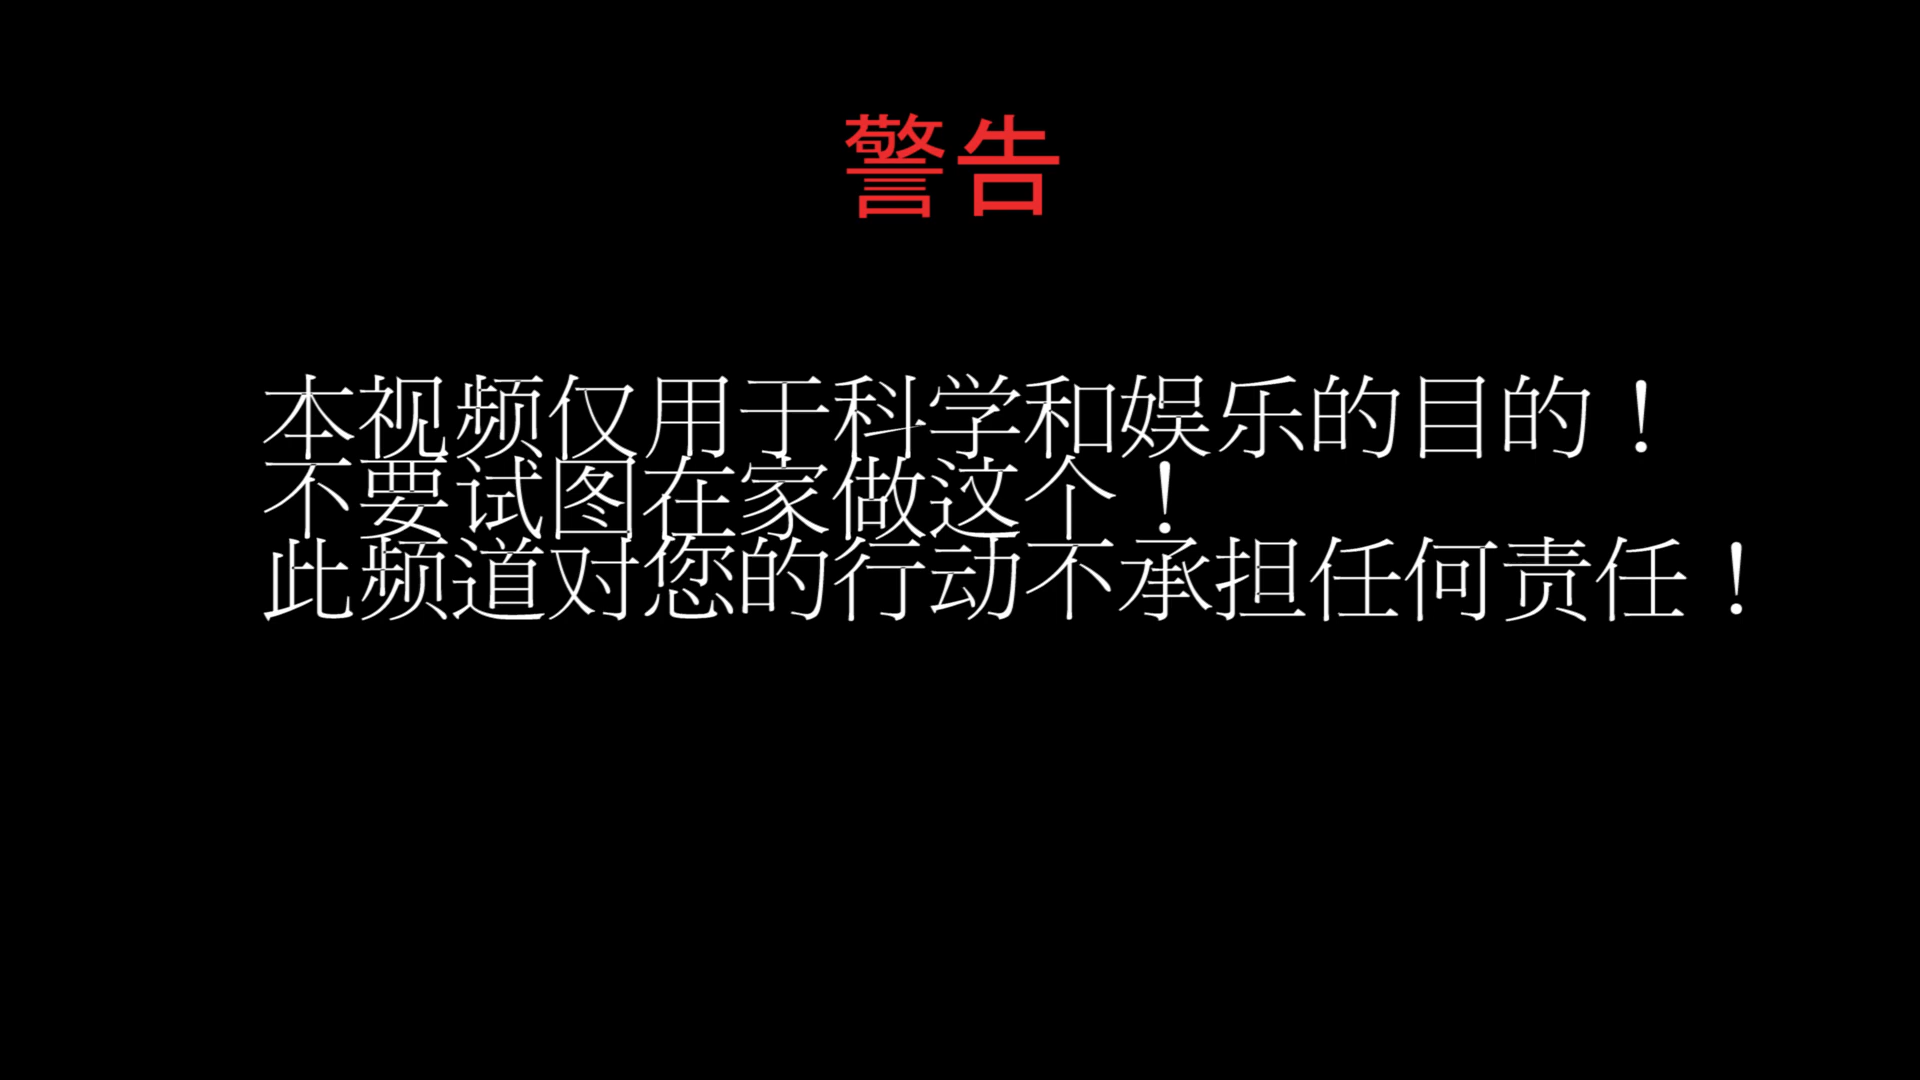 警告
本视频仅用于科学和娱乐的目的！
不要试图在家做这个！
此频道对您的行动不承担任何责任！